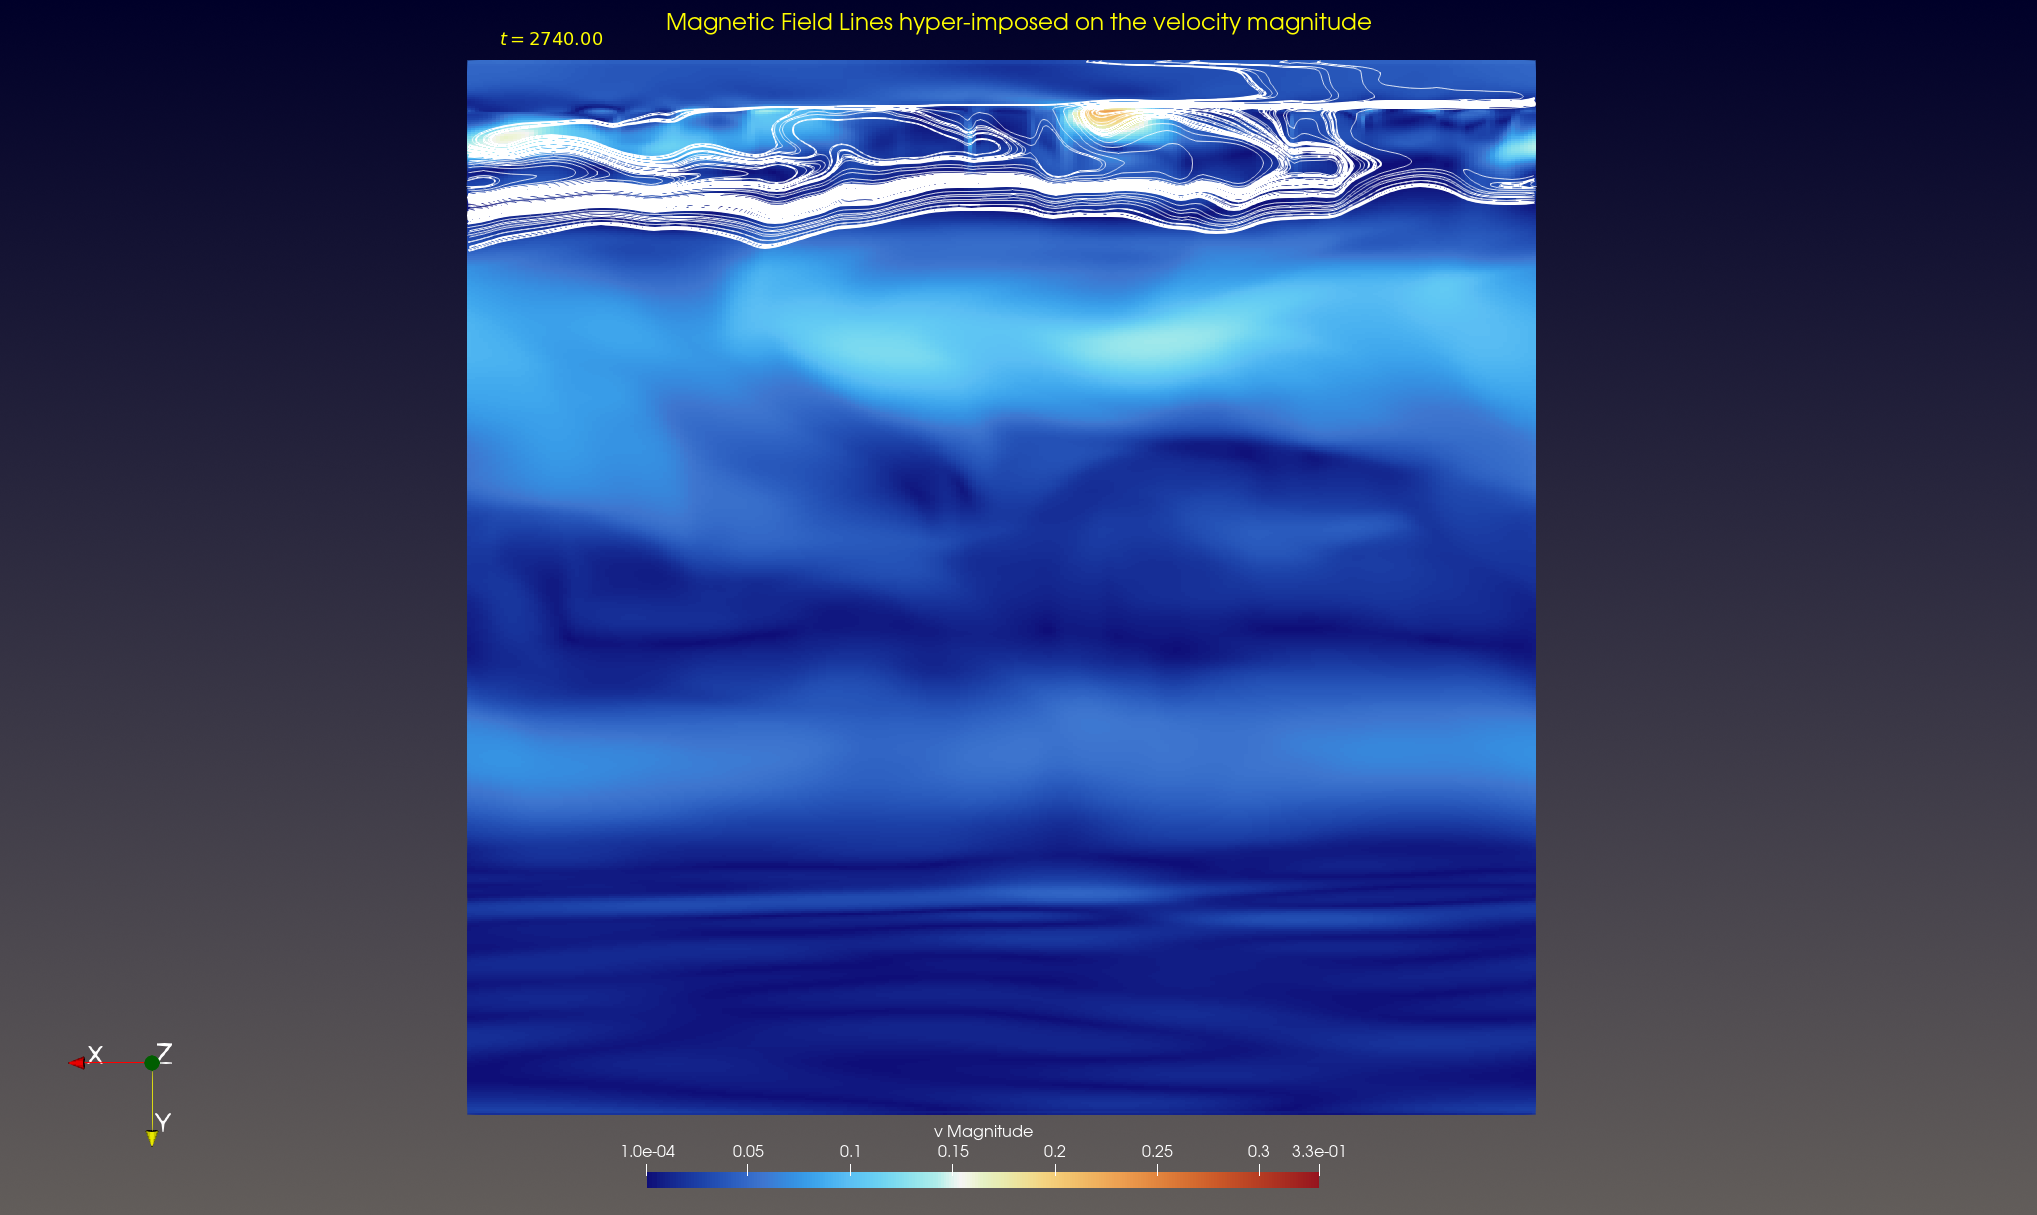 Magnetic Field Lines hyper-imposed on the velocity magnitude
t = 2740.00
X Z
Y
v Magnitude
1.0e-04 0.05 0.1 0.15 0.2 0.25 0.3 3.3e-01